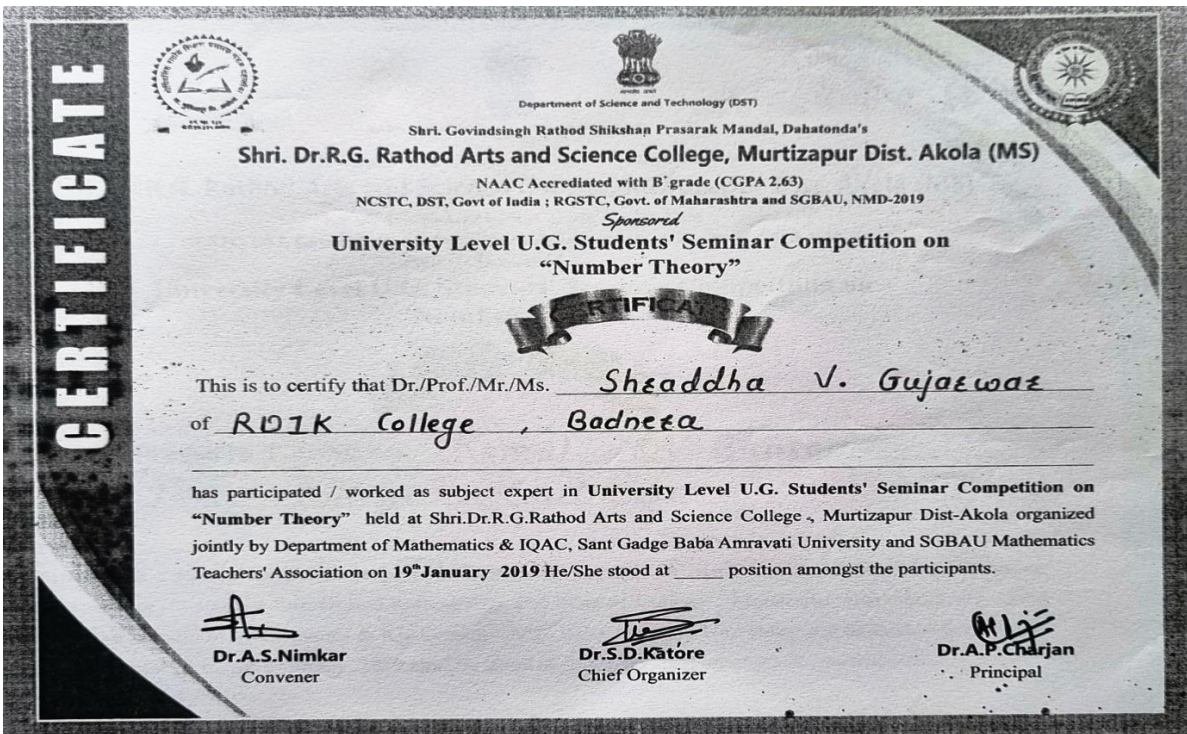 CERTIFICATE
Department of Science and Technology (DST)
Shri. Govindsingh Rathod Shikshan Prasarak Mandal, Dahatonda's
Shri. Dr.R.G. Rathod Arts and Science College, Murtizapur Dist. Akola (MS)
NAAC Accredited with B+grade (CGPA 2.63)
NCSTC, DST, Govt of India ; RGSTC, Govt. of Maharashtra and SGBAU, NMD-2019
Sponsored
University Level U.G. Students' Seminar Competition on
“Number Theory”
CERTIFICATE
This is to certify that Dr./Prof./Mr./Ms. Shraddha V. Gujarwar
of RDIK College , Badnera
has participated / worked as subject expert in University Level U.G. Students' Seminar Competition on
“Number Theory” held at Shri.Dr.R.G.Rathod Arts and Science College , Murtizapur Dist-Akola organized
jointly by Department of Mathematics & IQAC, Sant Gadge Baba Amravati University and SGBAU Mathematics
Teachers' Association on 19th January 2019 He/She stood at _____ position amongst the participants.
Dr.A.S.Nimkar
Convener
Dr.S.D.Katore
Chief Organizer
Dr.A.P.Charjan
Principal